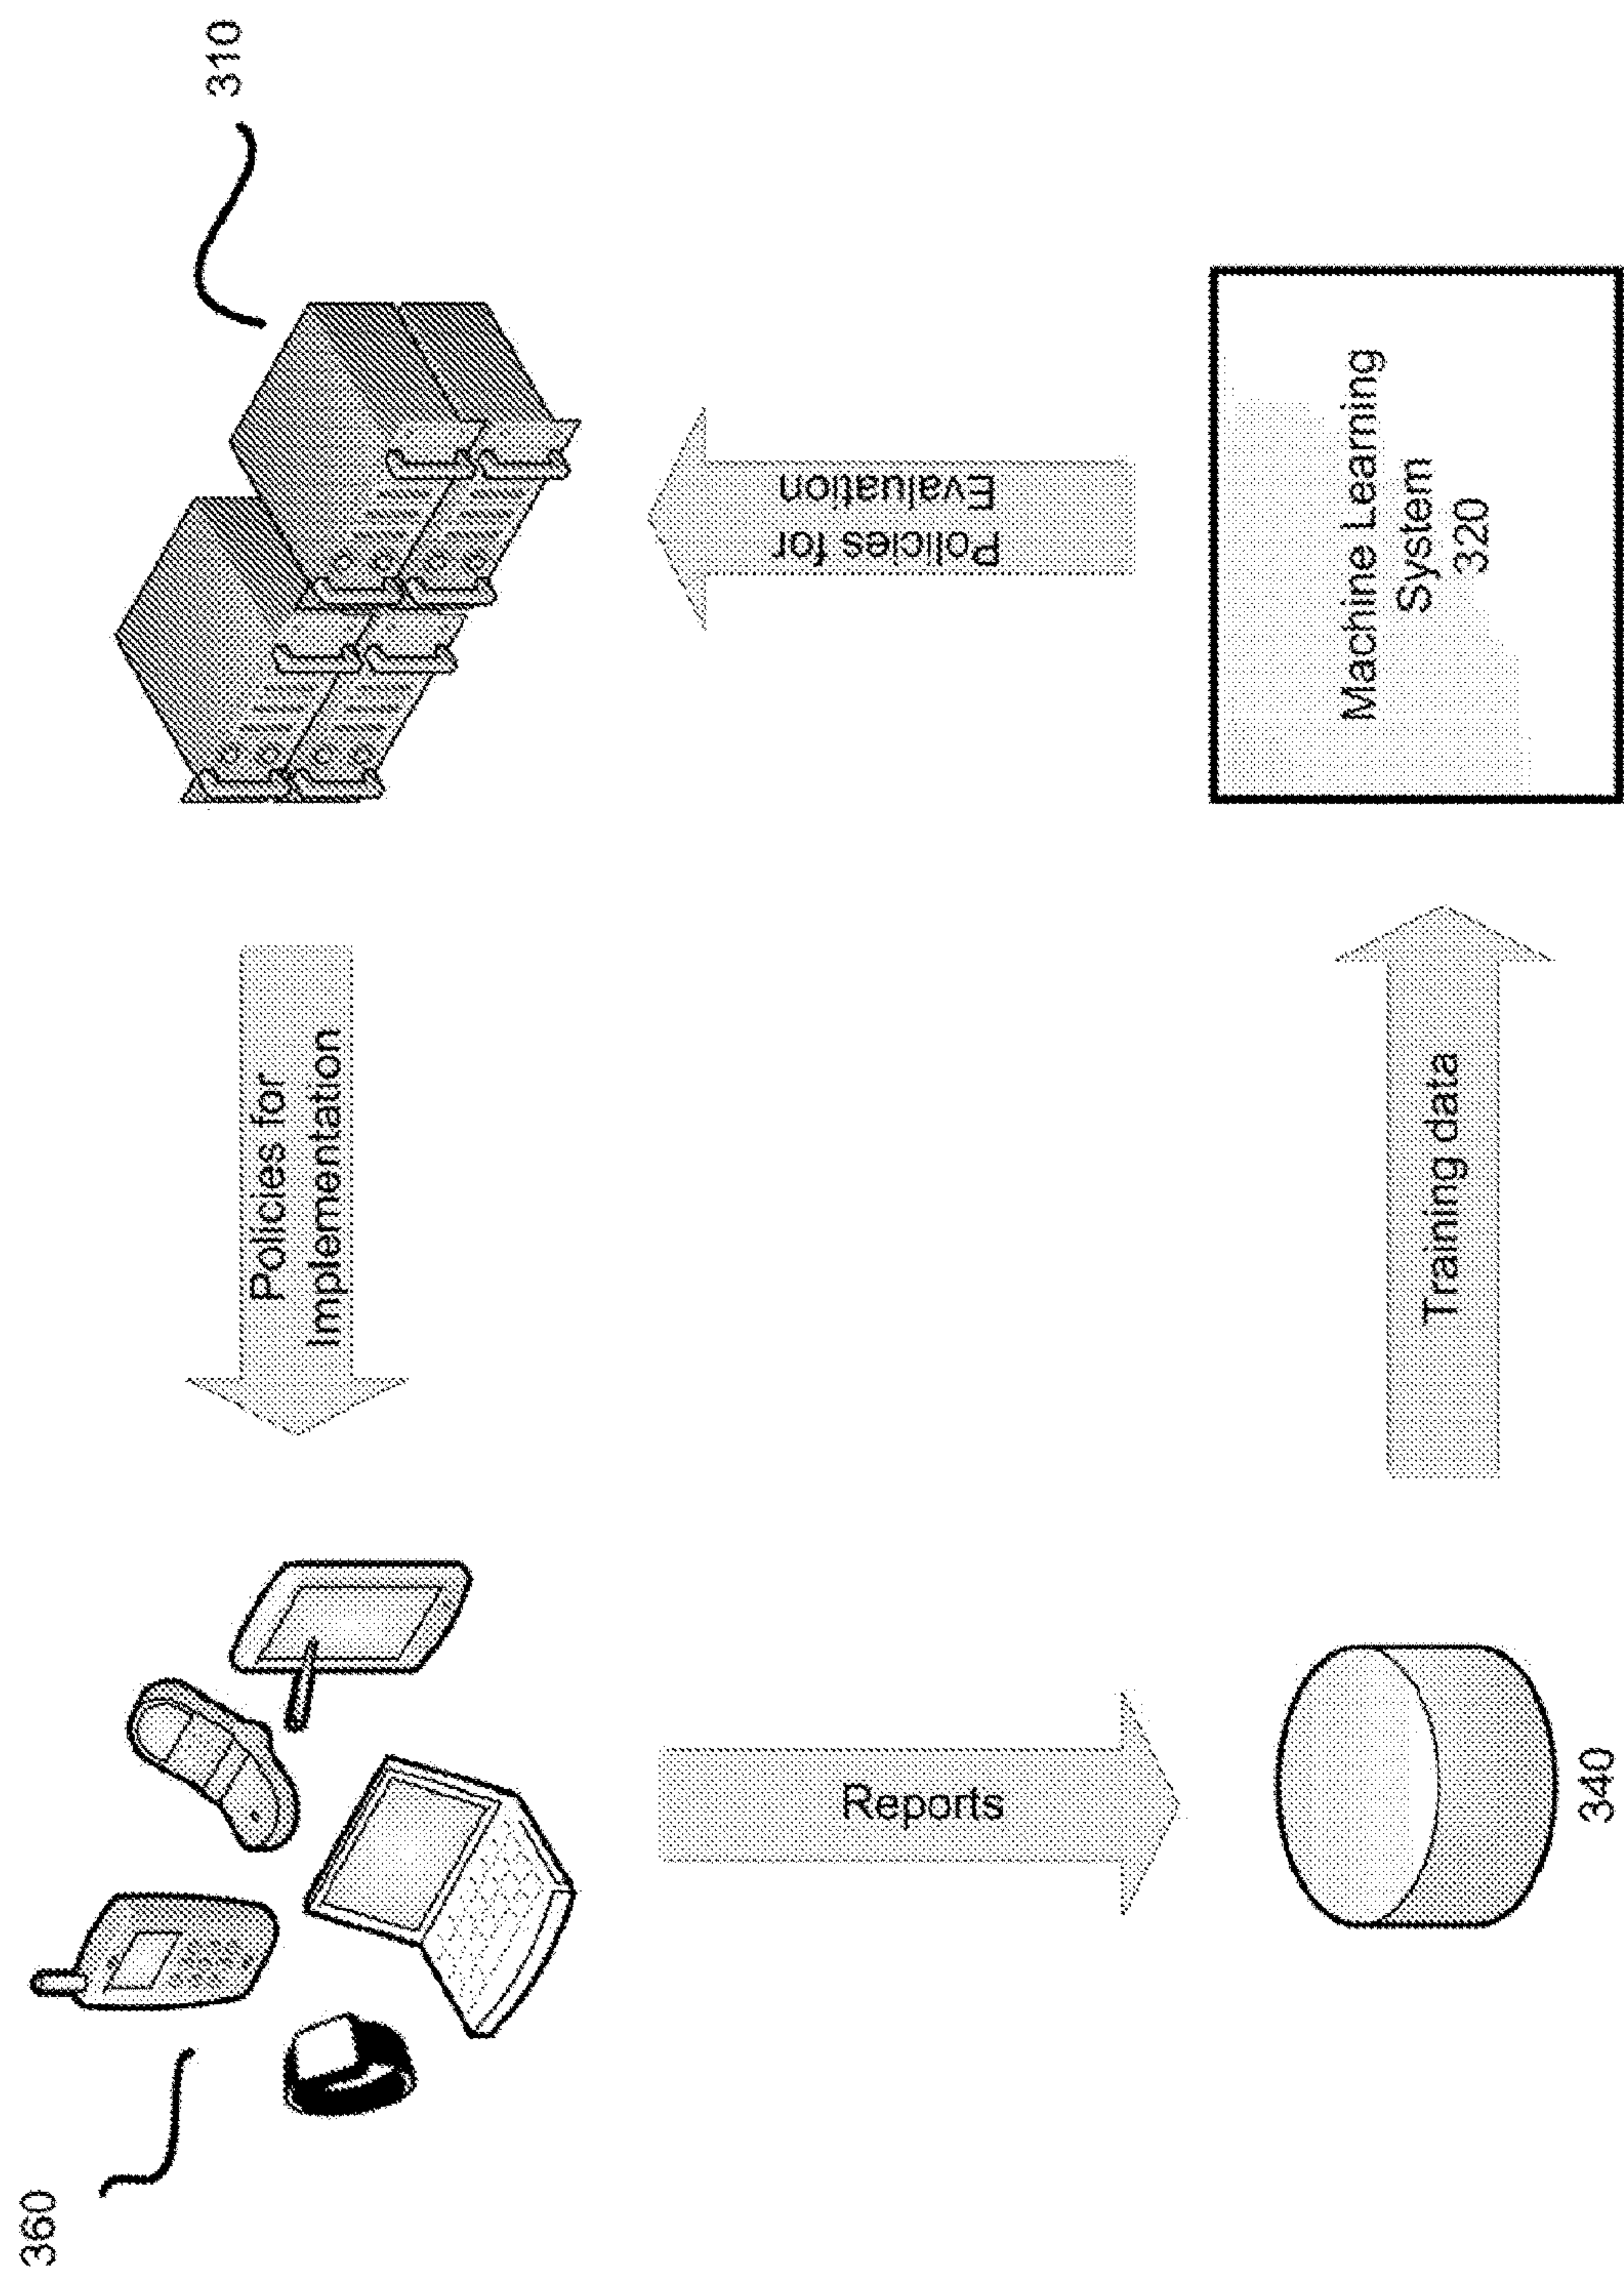 360
310
Policies for
Implementation
Reports
Policies for
Evaluation
Training data
340
Machine Learning
System
320